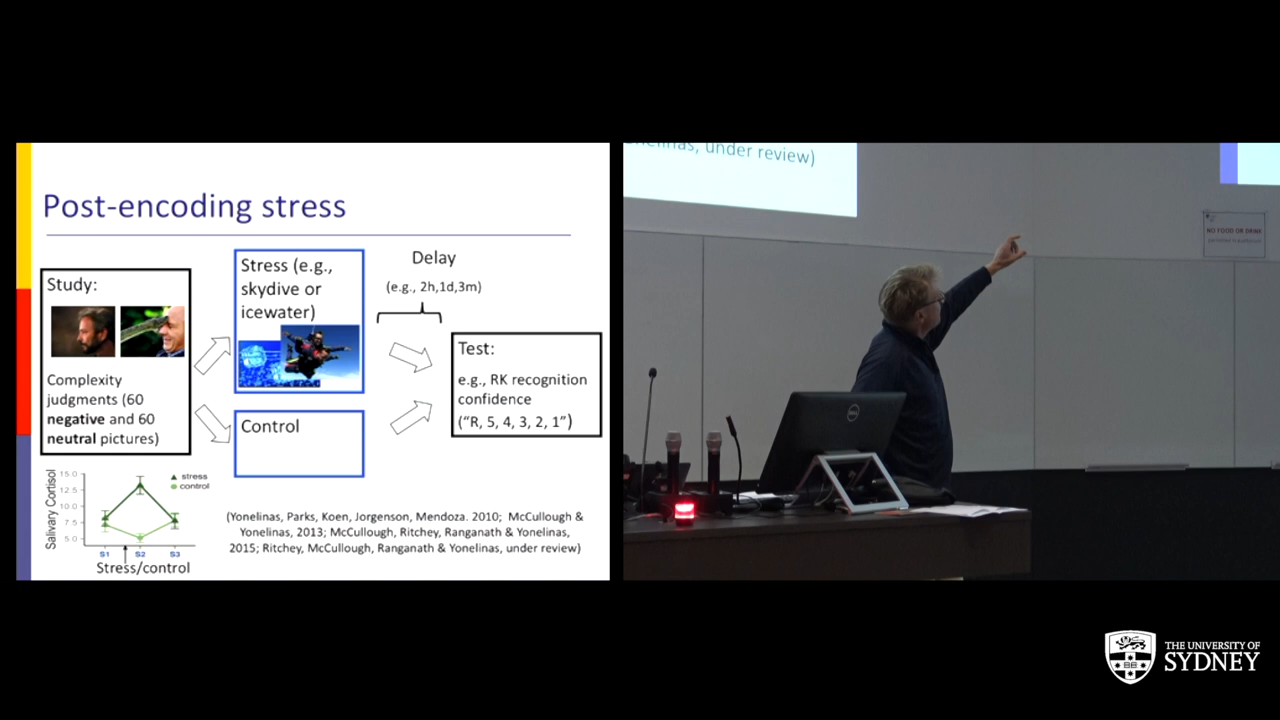 Post-encoding stress
Study:
Complexity
judgments (60
negative and 60
neutral pictures)
Stress (e.g.,
skydive or
icewater)
Control
Delay
(e.g., 2h,1d,3m)
Test:
e.g., RK recognition
confidence
("R, 5, 4, 3, 2, 1")
Salivary Cortisol
15.0
12.5
10.0
7.5
5.0
stress
control
S1 S2 S3
Stress/control
(Yonelinas, Parks, Koen, Jorgenson, Mendoza. 2010; McCullough &
Yonelinas, 2013; McCullough, Ritchey, Ranganath & Yonelinas,
2015; Ritchey, McCullough, Ranganath & Yonelinas, under review)
under review)
NO FOOD OR DRINK
DELL
THE UNIVERSITY OF
SYDNEY